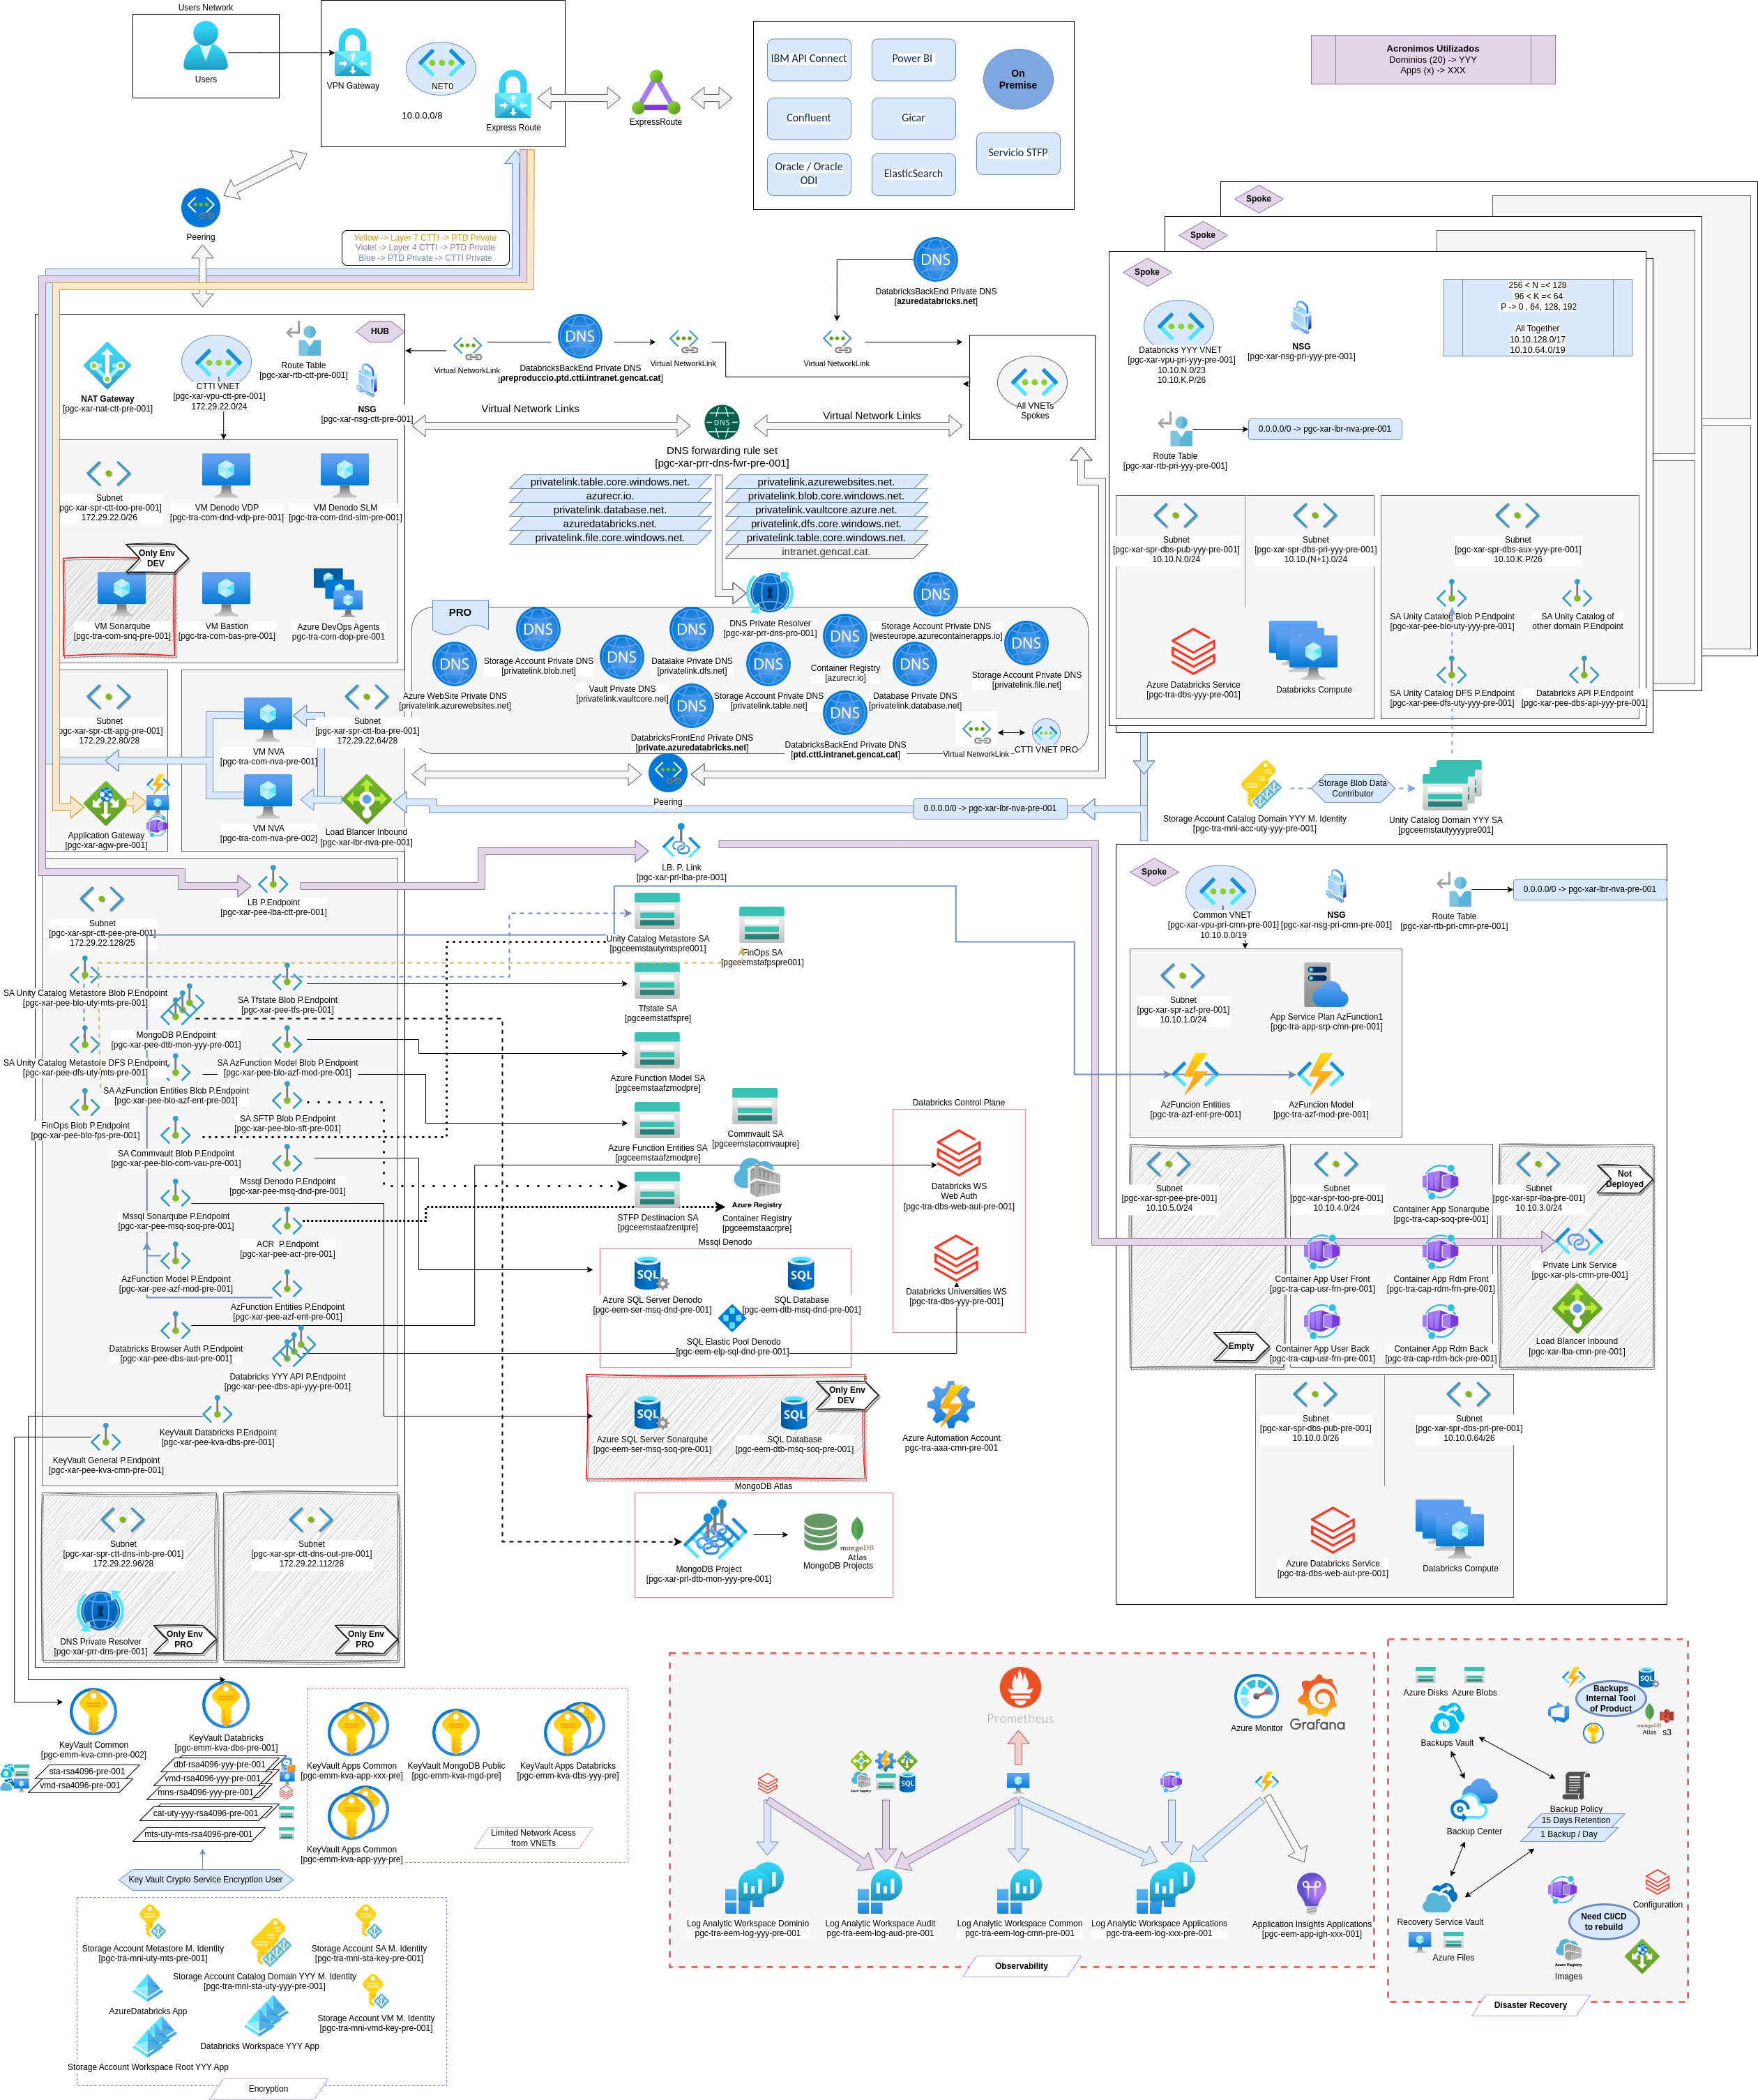 Users Network
Users
VPN Gateway
NET0
10.0.0.0/8
Express Route
ExpressRoute
IBM API Connect
Power BI
On
Premise
Confluent
Gicar
Servicio STFP
Oracle / Oracle
ODI
ElasticSearch
Acronimos Utilizados
Dominios (20) -> YYY
Apps (x) -> XXX
Peering
Yellow -> Layer 7 CTTI -> PTD Private
Violet -> Layer 4 CTTI -> PTD Private
Blue -> PTD Private -> CTTI Private
DatabricksBackEnd Private DNS
[azuredatabricks.net]
Spoke
Spoke
Spoke
HUB
NAT Gateway
[pgc-xar-nat-ctt-pre-001]
CTTI VNET
[pgc-xar-vpu-ctt-pre-001]
172.29.22.0/24
Route Table
[pgc-xar-rtb-ctt-pre-001]
NSG
[pgc-xar-nsg-ctt-pre-001]
Virtual NetworkLink
DatabricksBackEnd Private DNS
[preproduccio.ptd.ctti.intranet.gencat.cat]
Virtual NetworkLink
Virtual NetworkLink
All VNETs
Spokes
Virtual Network Links
Virtual Network Links
DNS forwarding rule set
[pgc-xar-prr-dns-fwr-pre-001]
privatelink.table.core.windows.net.
azurecr.io.
privatelink.database.net.
azuredatabricks.net.
privatelink.file.core.windows.net.
privatelink.azurewebsites.net.
privatelink.blob.core.windows.net.
privatelink.vaultcore.azure.net.
privatelink.dfs.core.windows.net.
privatelink.table.core.windows.net.
intranet.gencat.cat.
Databricks YYY VNET
[pgc-xar-vpu-pri-yyy-pre-001]
10.10.N.0/23
10.10.K.P/26
NSG
[pgc-xar-nsg-pri-yyy-pre-001]
256 < N =< 128
96 < K =< 64
P -> 0 , 64, 128, 192
All Together
10.10.128.0/17
10.10.64.0/19
Route Table
[pgc-xar-rtb-pri-yyy-pre-001]
0.0.0.0/0 -> pgc-xar-lbr-nva-pre-001
Subnet
[pgc-xar-spr-dbs-pub-yyy-pre-001]
10.10.N.0/24
Subnet
[pgc-xar-spr-dbs-pri-yyy-pre-001]
10.10.(N+1).0/24
Subnet
[pgc-xar-spr-dbs-aux-yyy-pre-001]
10.10.K.P/26
SA Unity Catalog Blob P.Endpoint
[pgc-xar-pee-blo-uty-yyy-pre-001]
SA Unity Catalog of
other domain P.Endpoint
SA Unity Catalog DFS P.Endpoint
[pgc-xar-pee-dfs-uty-yyy-pre-001]
Databricks API P.Endpoint
[pgc-xar-pee-dbs-api-yyy-pre-001]
Azure Databricks Service
[pgc-tra-dbs-yyy-pre-001]
Databricks Compute
Subnet
[pgc-xar-spr-ctt-too-pre-001]
172.29.22.0/26
VM Denodo VDP
[pgc-tra-com-dnd-vdp-pre-001]
VM Denodo SLM
[pgc-tra-com-dnd-slm-pre-001]
Only Env
DEV
VM Sonarqube
[pgc-tra-com-snq-pre-001]
VM Bastion
[pgc-tra-com-bas-pre-001]
Azure DevOps Agents
pgc-tra-com-dop-pre-001
PRO
Azure WebSite Private DNS
[privatelink.azurewebsites.net]
Storage Account Private DNS
[privatelink.blob.net]
Vault Private DNS
[privatelink.vaultcore.net]
Datalake Private DNS
[privatelink.dfs.net]
DNS Private Resolver
[pgc-xar-prr-dns-pro-001]
Storage Account Private DNS
[privatelink.table.net]
Container Registry
[azurecr.io]
Storage Account Private DNS
[westeurope.azurecontainerapps.io]
Database Private DNS
[privatelink.database.net]
Storage Account Private DNS
[privatelink.file.net]
DatabricksFrontEnd Private DNS
[private.azuredatabricks.net]
DatabricksBackEnd Private DNS
[ptd.ctti.intranet.gencat.cat]
Virtual NetworkLink
CTTI VNET PRO
Peering
0.0.0.0/0 -> pgc-xar-lbr-nva-pre-001
Subnet
[pgc-xar-spr-ctt-apg-pre-001]
172.29.22.80/28
VM NVA
[pgc-tra-com-nva-pre-001]
Subnet
[pgc-xar-spr-ctt-lba-pre-001]
172.29.22.64/28
Application Gateway
[pgc-xar-agw-pre-001]
VM NVA
[pgc-tra-com-nva-pre-002]
Load Blancer Inbound
[pgc-xar-lbr-nva-pre-001]
Storage Account Catalog Domain YYY M. Identity
[pgc-tra-mni-acc-uty-yyy-pre-001]
Storage Blob Data
Contributor
Unity Catalog Domain YYY SA
[pgceemstautyyyypre001]
LB. P. Link
[pgc-xar-prl-lba-pre-001]
LB P.Endpoint
[pgc-xar-pee-lba-ctt-pre-001]
Subnet
[pgc-xar-spr-ctt-pee-pre-001]
172.29.22.128/25
SA Unity Catalog Metastore Blob P.Endpoint
[pgc-xar-pee-blo-uty-mts-pre-001]
SA Tfstate Blob P.Endpoint
[pgc-xar-pee-tfs-pre-001]
MongoDB P.Endpoint
[pgc-xar-pee-dtb-mon-yyy-pre-001]
SA Unity Catalog Metastore DFS P.Endpoint
[pgc-xar-pee-dfs-uty-mts-pre-001]
SA AzFunction Model Blob P.Endpoint
[pgc-xar-pee-blo-azf-mod-pre-001]
SA AzFunction Entities Blob P.Endpoint
[pgc-xar-pee-blo-azf-ent-pre-001]
FinOps Blob P.Endpoint
[pgc-xar-pee-blo-fps-pre-001]
SA SFTP Blob P.Endpoint
[pgc-xar-pee-blo-sft-pre-001]
SA Commvault Blob P.Endpoint
[pgc-xar-pee-blo-com-vau-pre-001]
Mssql Denodo P.Endpoint
[pgc-xar-pee-msq-dnd-pre-001]
Mssql Sonarqube P.Endpoint
[pgc-xar-pee-msq-soq-pre-001]
ACR P.Endpoint
[pgc-xar-pee-acr-pre-001]
AzFunction Model P.Endpoint
[pgc-xar-pee-azf-mod-pre-001]
AzFunction Entities P.Endpoint
[pgc-xar-pee-azf-ent-pre-001]
Databricks Browser Auth P.Endpoint
[pgc-xar-pee-dbs-aut-pre-001]
Databricks YYY API P.Endpoint
[pgc-xar-pee-dbs-api-yyy-pre-001]
KeyVault Databricks P.Endpoint
[pgc-xar-pee-kva-dbs-pre-001]
KeyVault General P.Endpoint
[pgc-xar-pee-kva-cmn-pre-001]
Unity Catalog Metastore SA
[pgceemstautymtspre001]
FinOps SA
[pgceemstafpspre001]
Tfstate SA
[pgceemstatfspre]
Azure Function Model SA
[pgceemstaafzmodpre]
Azure Function Entities SA
[pgceemstaafzmodpre]
Commvault SA
[pgceemstacomvaupre]
STFP Destinacion SA
[pgceemstaafzentpre]
Azure Registry
Container Registry
[pgceemstaacrpre]
Databricks Control Plane
Databricks WS
Web Auth
[pgc-tra-dbs-web-aut-pre-001]
Databricks Universities WS
[pgc-tra-dbs-yyy-pre-001]
Mssql Denodo
Azure SQL Server Denodo
[pgc-eem-ser-msq-dnd-pre-001]
SQL Database
[pgc-eem-dtb-msq-dnd-pre-001]
SQL Elastic Pool Denodo
[pgc-eem-elp-sql-dnd-pre-001]
Only Env
DEV
Azure SQL Server Sonarqube
[pgc-eem-ser-msq-soq-pre-001]
SQL Database
[pgc-eem-dtb-msq-soq-pre-001]
Azure Automation Account
pgc-tra-aaa-cmn-pre-001
MongoDB Atlas
MongoDB Project
[pgc-xar-prl-dtb-mon-yyy-pre-001]
mongoDB
Atlas
MongoDB Projects
Spoke
Common VNET
[pgc-xar-vpu-pri-cmn-pre-001]
10.10.0.0/19
NSG
[pgc-xar-nsg-pri-cmn-pre-001]
Route Table
[pgc-xar-rtb-pri-cmn-pre-001]
0.0.0.0/0 -> pgc-xar-lbr-nva-pre-001
Subnet
[pgc-xar-spr-azf-pre-001]
10.10.1.0/24
App Service Plan AzFunction1
[pgc-tra-app-srp-cmn-pre-001]
AzFuncion Entities
[pgc-tra-azf-ent-pre-001]
AzFuncion Model
[pgc-tra-azf-mod-pre-001]
Subnet
[pgc-xar-spr-pee-pre-001]
10.10.5.0/24
Empty
Subnet
[pgc-xar-spr-too-pre-001]
10.10.4.0/24
Container App Sonarqube
[pgc-tra-cap-soq-pre-001]
Container App User Front
[pgc-tra-cap-usr-frn-pre-001]
Container App Rdm Front
[pgc-tra-cap-rdm-frn-pre-001]
Container App User Back
[pgc-tra-cap-usr-frn-pre-001]
Container App Rdm Back
[pgc-tra-cap-rdm-bck-pre-001]
Subnet
[pgc-xar-spr-lba-pre-001]
10.10.3.0/24
Not
Deployed
Private Link Service
[pgc-xar-pls-cmn-pre-001]
Load Blancer Inbound
[pgc-xar-lba-cmn-pre-001]
Subnet
[pgc-xar-spr-dbs-pub-pre-001]
10.10.0.0/26
Subnet
[pgc-xar-spr-dbs-pri-pre-001]
10.10.0.64/26
Azure Databricks Service
[pgc-tra-dbs-web-aut-pre-001]
Databricks Compute
Subnet
[pgc-xar-spr-ctt-dns-inb-pre-001]
172.29.22.96/28
DNS Private Resolver
[pgc-xar-prr-dns-pre-001]
Only Env
PRO
Subnet
[pgc-xar-spr-ctt-dns-out-pre-001]
172.29.22.112/28
Only Env
PRO
KeyVault Common
[pgc-eem-kva-cmn-pre-002]
sta-rsa4096-pre-001
vmd-rsa4096-pre-001
KeyVault Databricks
[pgc-eem-kva-dbs-pre-001]
dbf-rsa4096-yyy-pre-001
vmd-rsa4096-yyy-pre-001
mns-rsa4096-yyy-pre-001
cat-uty-yyy-rsa4096-pre-001
mts-uty-mts-rsa4096-pre-001
Key Vault Crypto Service Encryption User
KeyVault Apps Common
[pgc-emm-kva-app-xxx-pre]
KeyVault MongoDB Public
[pgc-emm-kva-mgd-pre]
KeyVault Apps Databricks
[pgc-emm-kva-dbs-yyy-pre]
KeyVault Apps Common
[pgc-emm-kva-app-yyy-pre]
Limited Network Acess
from VNETs
Storage Account Metastore M. Identity
[pgc-tra-mni-uty-mts-pre-001]
Storage Account SA M. Identity
[pgc-tra-mni-sta-key-pre-001]
Storage Account Catalog Domain YYY M. Identity
[pgc-tra-mni-sta-uty-yyy-pre-001]
AzureDatabricks App
Storage Account VM M. Identity
[pgc-tra-mni-vmd-key-pre-001]
Databricks Workspace YYY App
Storage Account Workspace Root YYY App
Encryption
Prometheus
Azure Monitor
Grafana
Azure Registry
SQL
Log Analytic Workspace Dominio
pgc-tra-eem-log-yyy-pre-001
Log Analytic Workspace Audit
pgc-tra-eem-log-aud-pre-001
Log Analytic Workspace Common
pgc-tra-eem-log-cmn-pre-001
Log Analytic Workspace Applications
pgc-tra-eem-log-xxx-pre-001
Application Insights Applications
[pgc-eem-app-igh-xxx-001]
Observability
Azure Disks
Azure Blobs
Backups Vault
Backups
Internal Tool
of Product
mongoDB
Atlas
s3
Backup Center
Backup Policy
15 Days Retention
1 Backup / Day
Recovery Service Vault
Azure Files
Configuration
Need CI/CD
to rebuild
Azure Registry
Images
Disaster Recovery